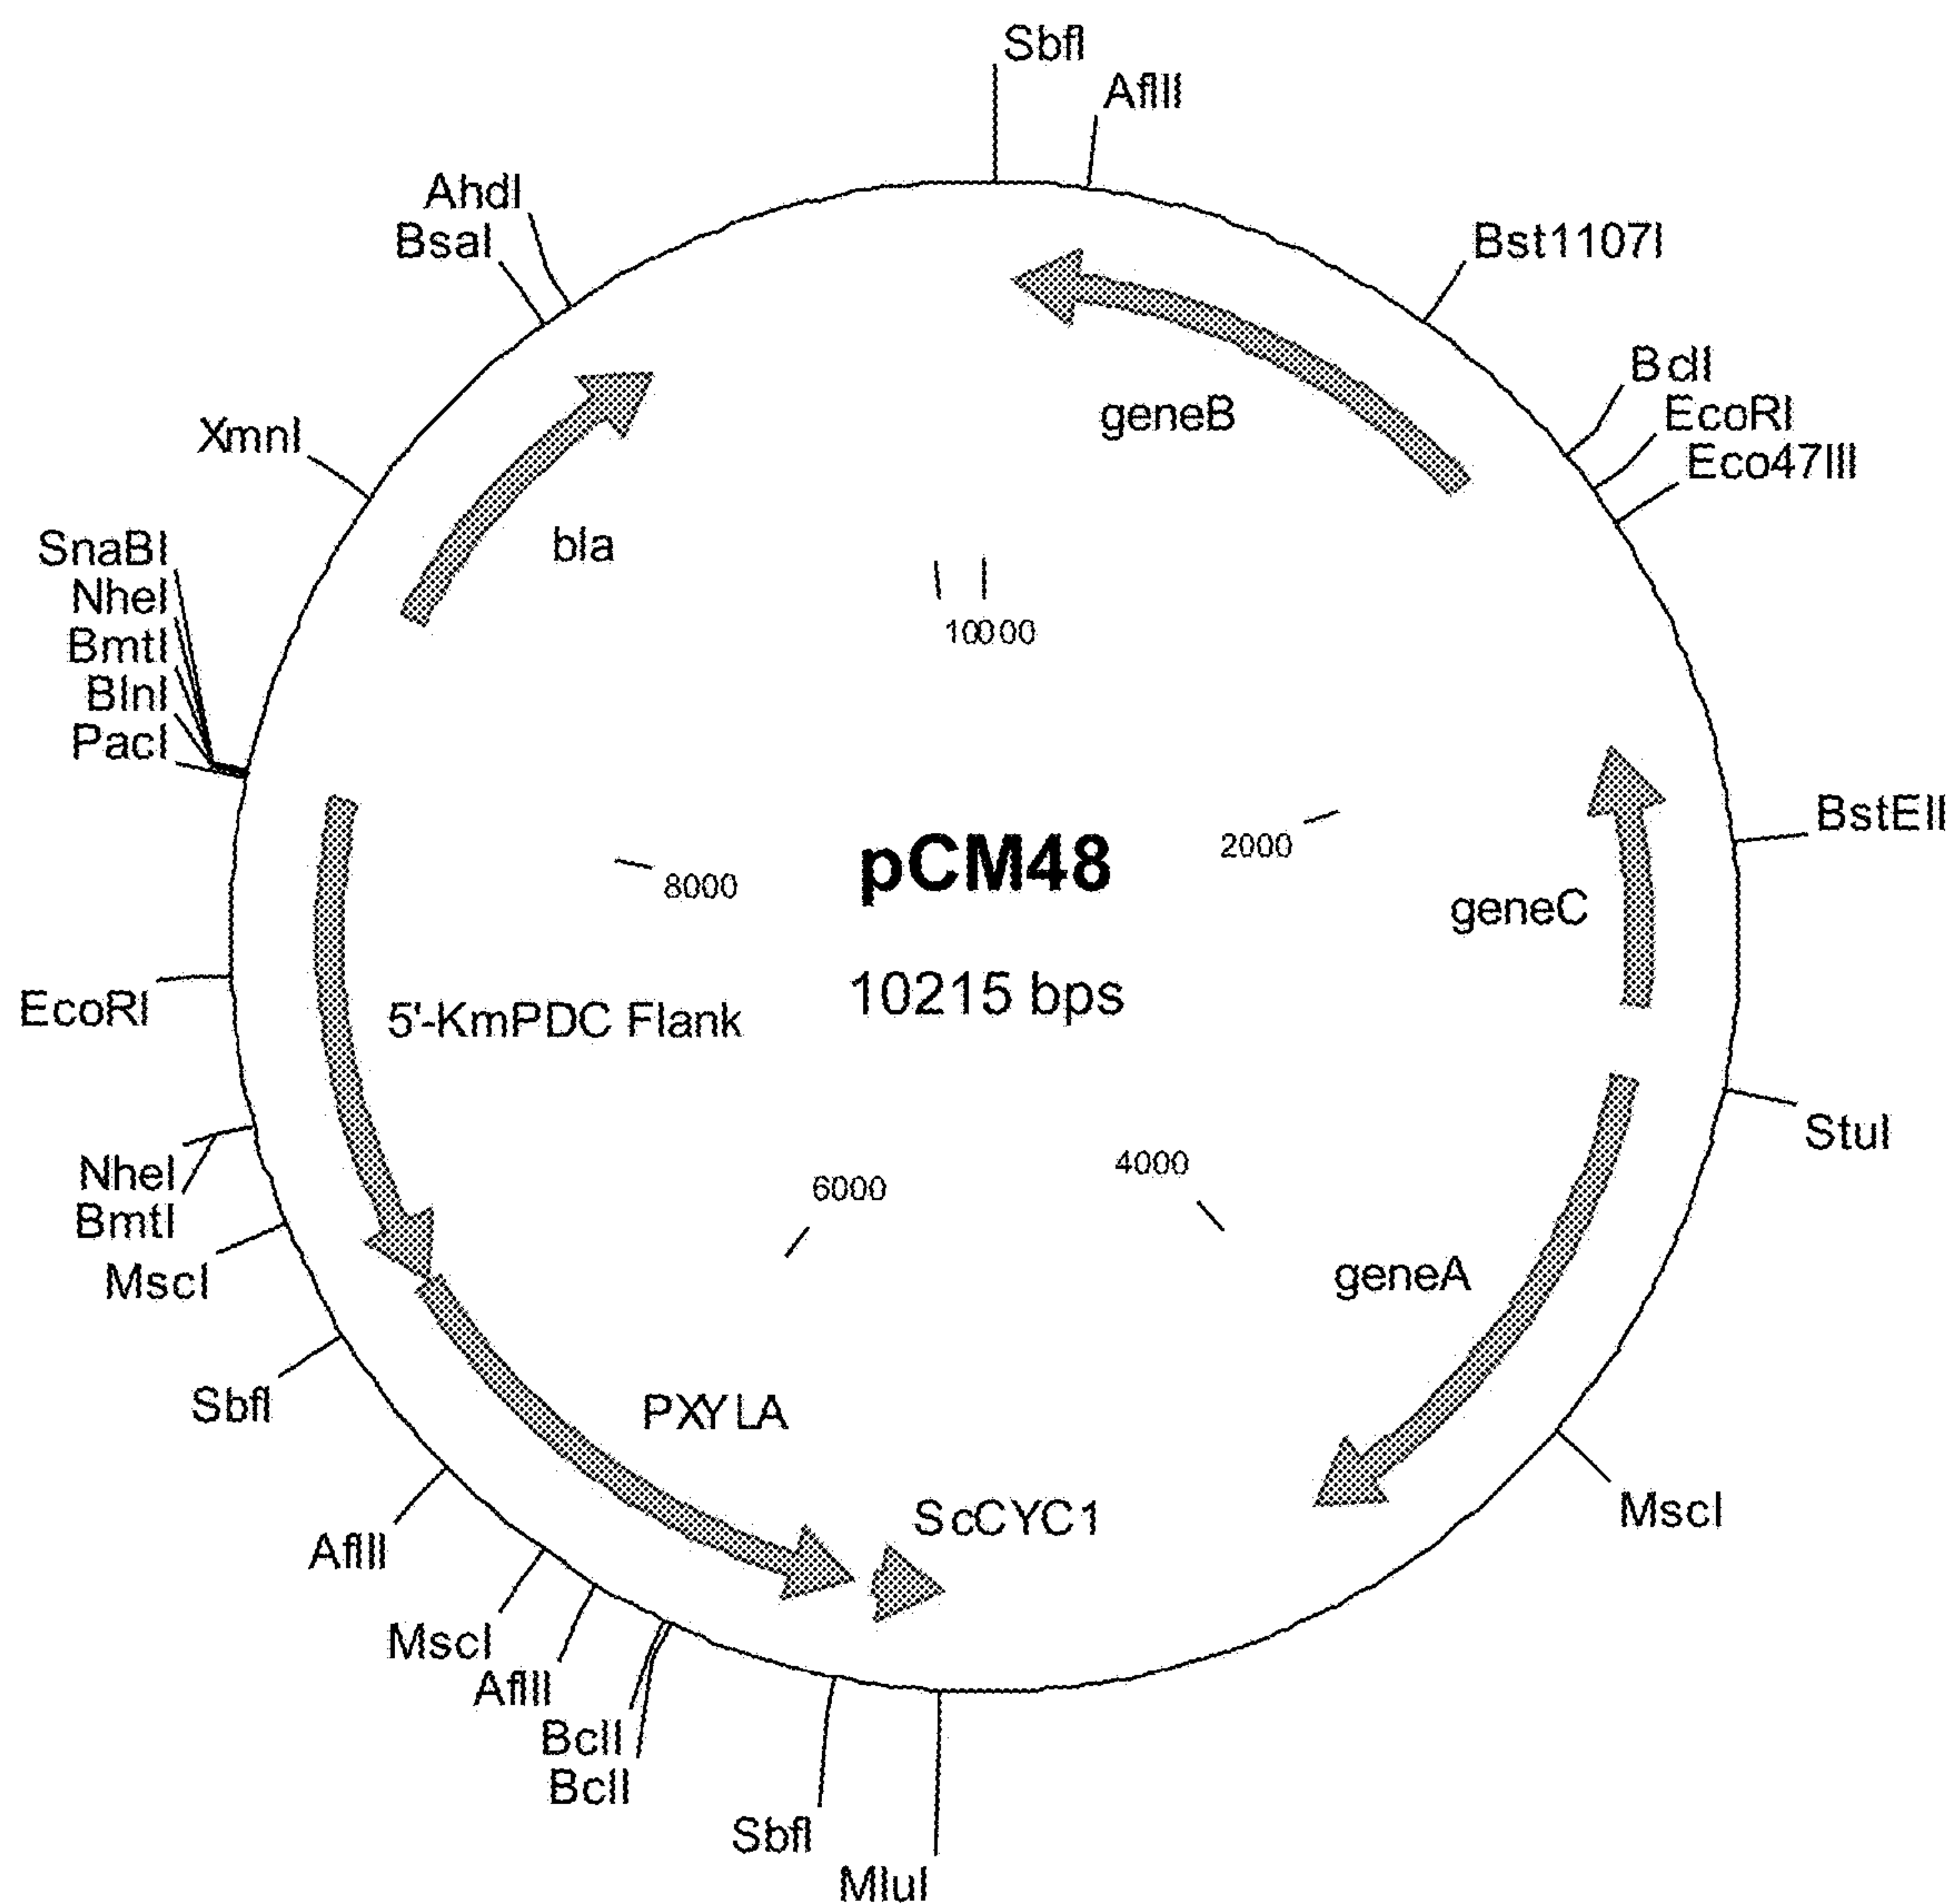 SbfI
AflII
AhdI
BsaI
Bst1107I
BclI
EcoRI
Eco47III
geneB
XmnI
bla
SnaBI
NheI
BmtI
BlnI
PacI
10000
BstEII
2000
pCM48
8000
geneC
10215 bps
EcoRI
5'-KmPDC Flank
StuI
4000
6000
NheI
BmtI
MscI
geneA
SbfI
PXYLA
ScCYC1
MscI
AflII
MscI
AflII
BclI
BclI
SbfI
MluI